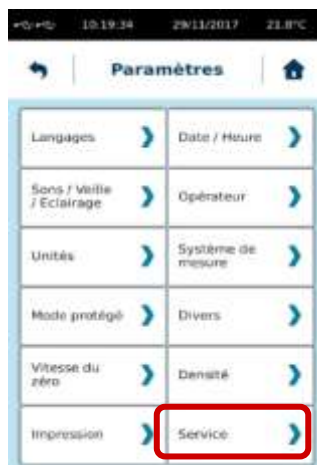 10:19:34 29/11/2017 21.8°C
Paramètres
Langages
Date / Heure
Sons / Veille
/ Eclairage
Opérateur
Unités
Système de
mesure
Mode protégé
Divers
Vitesse du
zéro
Densité
Impression
Service